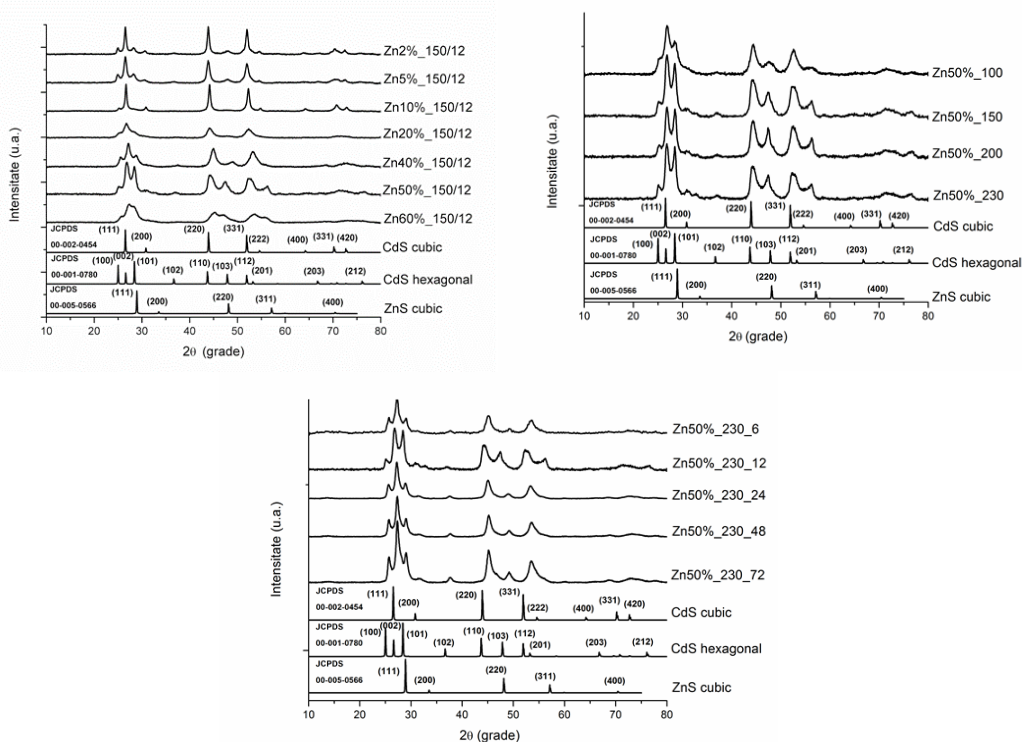 Intensitate (u.a.)
Zn2%_150/12
Zn5%_150/12
Zn10%_150/12
Zn20%_150/12
Zn40%_150/12
Zn50%_150/12
Zn60%_150/12
JCPDS
00-002-0454
(111) (200) (220) (331) (222) (400) (331) (420)
CdS cubic
JCPDS
00-001-0780
(100) (002) (101) (102) (110) (103) (112) (201) (203) (212)
CdS hexagonal
JCPDS
00-005-0566
(111) (200) (220) (311) (400)
ZnS cubic
10 20 30 40 50 60 70 80
2θ (grade)
Intensitate (u.a.)
Zn50%_100
Zn50%_150
Zn50%_200
Zn50%_230
JCPDS
00-002-0454
(111) (200) (220) (331) (222) (400) (331) (420)
CdS cubic
JCPDS
00-001-0780
(100) (002) (101) (102) (110) (103) (112) (201) (203) (212)
CdS hexagonal
JCPDS
00-005-0566
(111) (200) (220) (311) (400)
ZnS cubic
10 20 30 40 50 60 70 80
2θ (grade)
Intensitate (u.a.)
Zn50%_230_6
Zn50%_230_12
Zn50%_230_24
Zn50%_230_48
Zn50%_230_72
JCPDS
00-002-0454
(111) (200) (220) (331) (222) (400) (331) (420)
CdS cubic
JCPDS
00-001-0780
(100) (002) (101) (102) (110) (103) (112) (201) (203) (212)
CdS hexagonal
JCPDS
00-005-0566
(111) (200) (220) (311) (400)
ZnS cubic
10 20 30 40 50 60 70 80
2θ (grade)